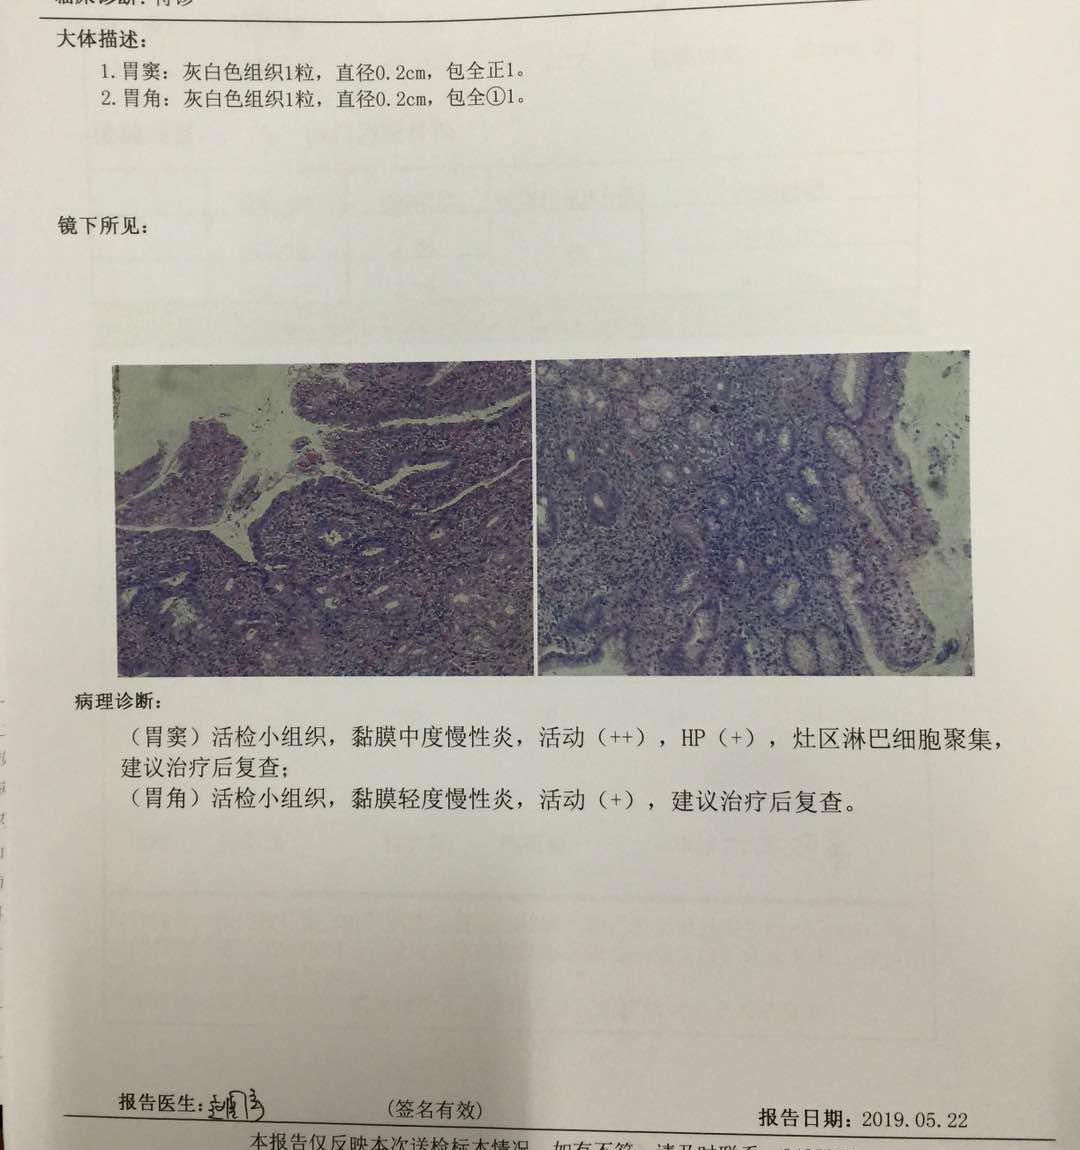 临床诊断：待诊
大体描述：
1.胃窦：灰白色组织1粒，直径0.2cm，包全正1。
2.胃角：灰白色组织1粒，直径0.2cm，包全①1。
镜下所见：
病理诊断：
（胃窦）活检小组织，黏膜中度慢性炎，活动（++），HP（+），灶区淋巴细胞聚集，
建议治疗后复查；
（胃角）活检小组织，黏膜轻度慢性炎，活动（+），建议治疗后复查。
报告医生：
(签名有效)
报告日期：2019.05.22
本报告仅反映本次送检标本情况，如有不符，请及时联系